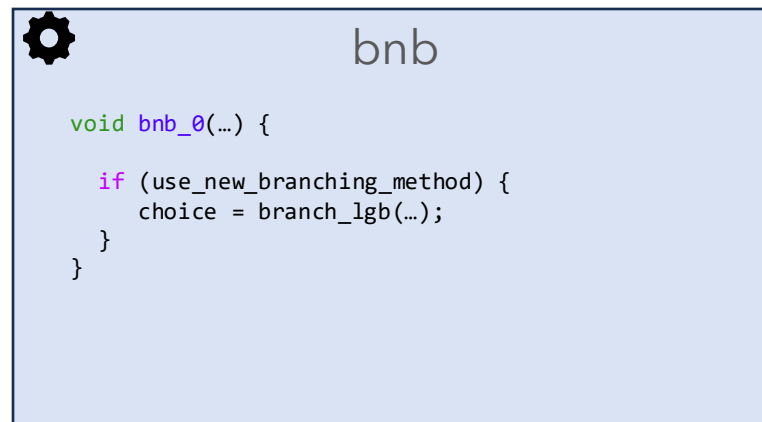 bnb
void bnb_0(…) {
if (use_new_branching_method) {
choice = branch_lgb(…);
}
}